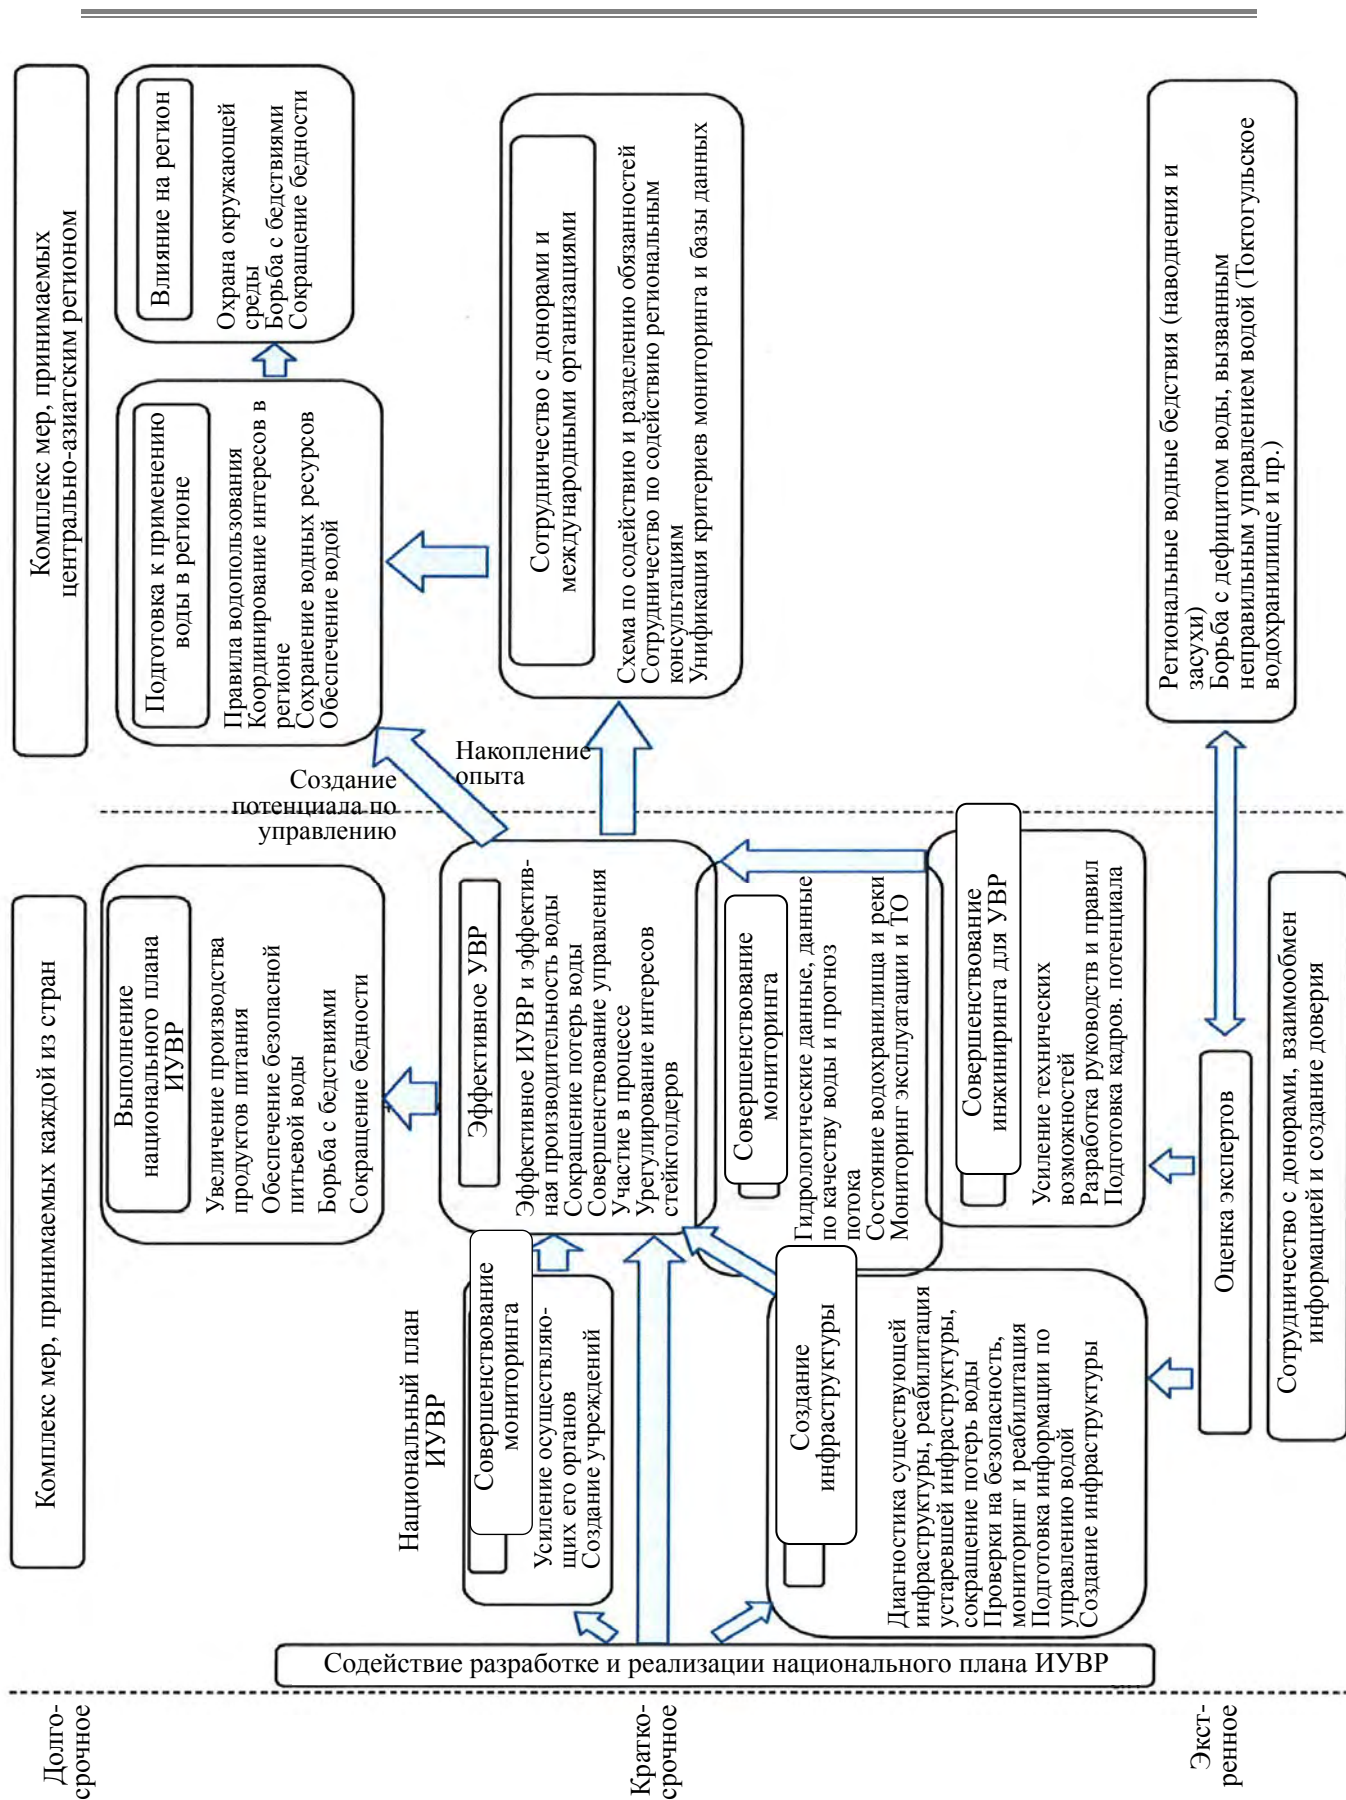 Долго-
срочное
Кратко-
срочное
Экст-
ренное
Комплекс мер, принимаемых каждой из стран
Комплекс мер, принимаемых
центрально-азиатским регионом
Выполнение
национального плана
ИУВР
Увеличение производства
продуктов питания
Обеспечение безопасной
питьевой воды
Борьба с бедствиями
Сокращение бедности
Подготовка к применению
воды в регионе
Правила водопользования
Координирование интересов в
регионе
Сохранение водных ресурсов
Обеспечение водой
Влияние на регион
Охрана окружающей
среды
Борьба с бедствиями
Сокращение бедности
Создание
потенциала по
управлению
Накопление
опыта
Содействие разработке и реализации национального плана ИУВР
Национальный план
ИУВР
Совершенствование
мониторинга
Усиление осуществляю-
щих его органов
Создание учреждений
Эффективное УВР
Эффективное ИУВР и эффектив-
ная производительность воды
Сокращение потерь воды
Совершенствование управления
Участие в процессе
Урегулирование интересов
стейкголдеров
Сотрудничество с донорами и
международными организациями
Схема по содействию и разделению обязанностей
Сотрудничество по содействию региональным
консультациям
Унификация критериев мониторинга и базы данных
Совершенствование
мониторинга
Гидрологические данные, данные
по качеству воды и прогноз
потока
Состояние водохранилища и реки
Мониторинг эксплуатации и ТО
Создание
инфраструктуры
Диагностика существующей
инфраструктуры, реабилитация
устаревшей инфраструктуры,
сокращение потерь воды
Проверки на безопасность,
мониторинг и реабилитация
Подготовка информации по
управлению водой
Создание инфраструктуры
Совершенствование
инжиниринга для УВР
Усиление технических
возможностей
Разработка руководств и правил
Подготовка кадров. потенциала
Оценка экспертов
Региональные водные бедствия (наводнения и
засухи)
Борьба с дефицитом воды, вызванным
неправильным управлением водой (Токтогульское
водохранилище и пр.)
Сотрудничество с донорами, взаимообмен
информацией и создание доверия